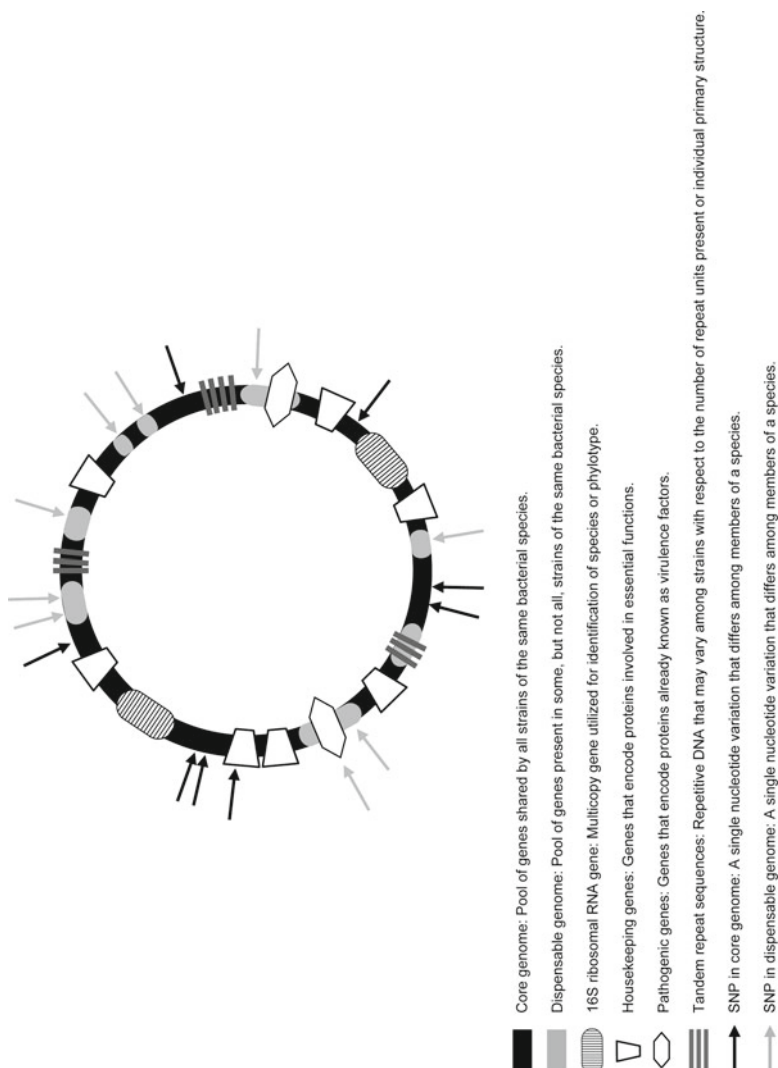 Core genome: Pool of genes shared by all strains of the same bacterial species.
Dispensable genome: Pool of genes present in some, but not all, strains of the same bacterial species.
16S ribosomal RNA gene: Multicopy gene utilized for identification of species or phylotype.
Housekeeping genes: Genes that encode proteins involved in essential functions.
Pathogenic genes: Genes that encode proteins already known as virulence factors.
Tandem repeat sequences: Repetitive DNA that may vary among strains with respect to the number of repeat units present or individual primary structure.
SNP in core genome: A single nucleotide variation that differs among members of a species.
SNP in dispensable genome: A single nucleotide variation that differs among members of a species.